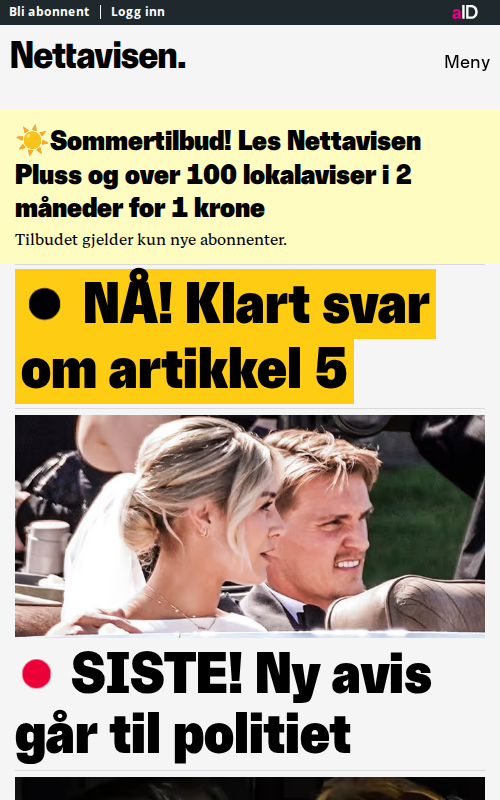 Bli abonnent | Logg inn
aID
Nettavisen.
Meny
☀️Sommertilbud! Les Nettavisen
Pluss og over 100 lokalaviser i 2
måneder for 1 krone
Tilbudet gjelder kun nye abonnenter.
● NÅ! Klart svar
om artikkel 5
● SISTE! Ny avis
går til politiet